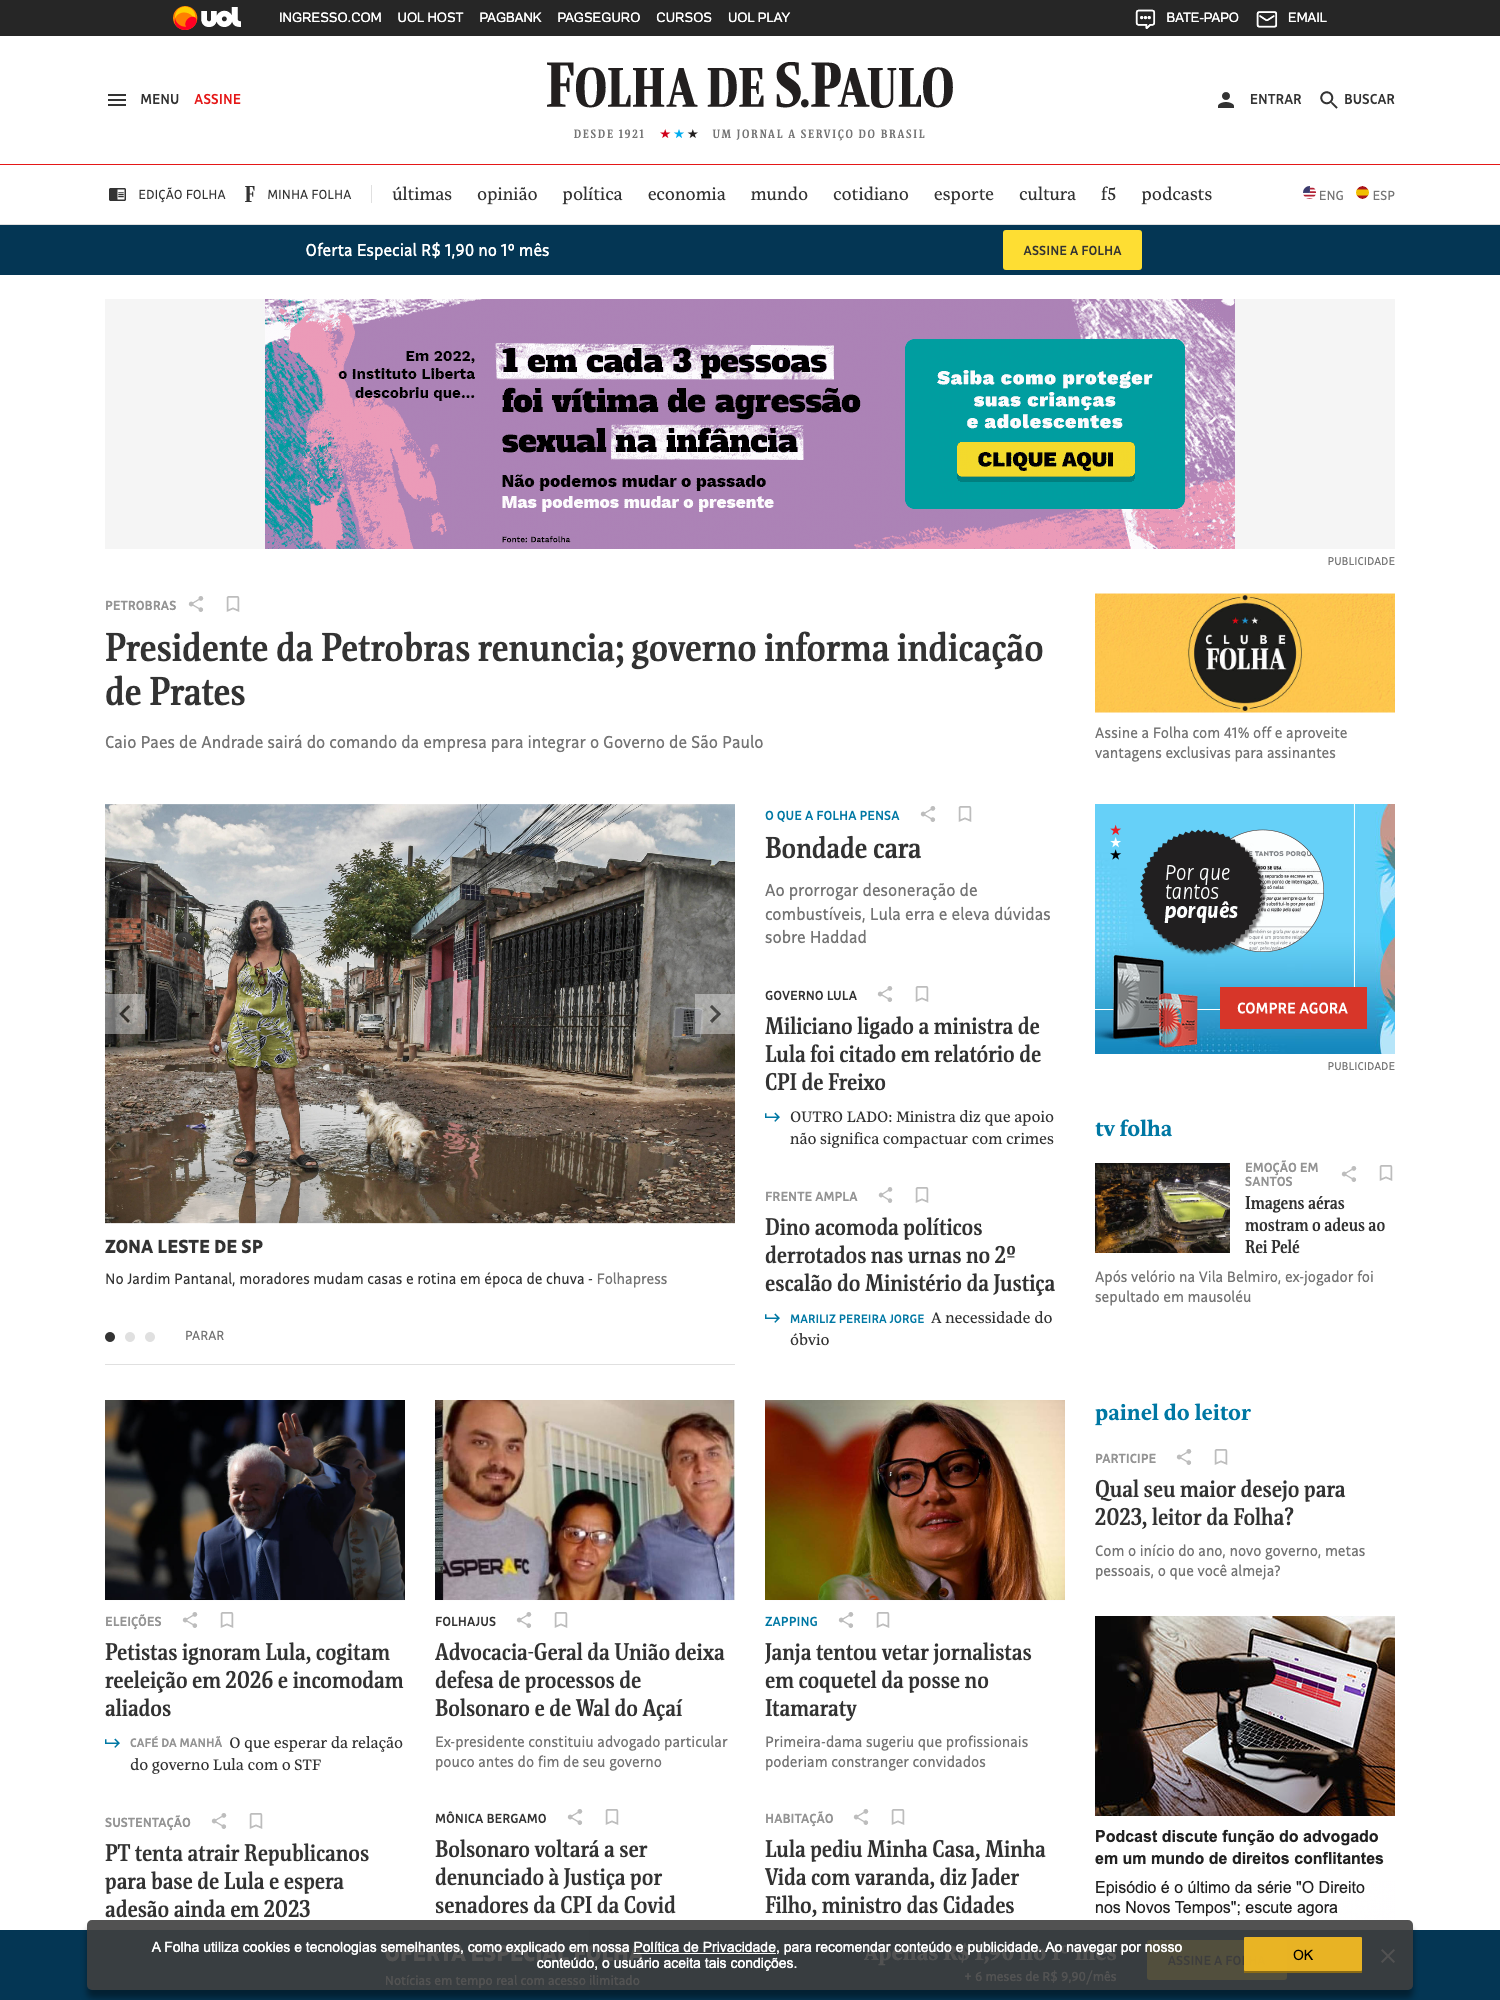 uol
INGRESSO.COM UOL HOST PAGBANK PAGSEGURO CURSOS UOL PLAY
BATE-PAPO EMAIL
MENU ASSINE
FOLHA DE S.PAULO
DESDE 1921 ★★★ UM JORNAL A SERVIÇO DO BRASIL
ENTRAR BUSCAR
EDIÇÃO FOLHA F MINHA FOLHA
últimas opinião política economia mundo cotidiano esporte cultura f5 podcasts
ENG ESP
Oferta Especial R$ 1,90 no 1º mês
ASSINE A FOLHA
Em 2022,
o Instituto Liberta
descobriu que...
1 em cada 3 pessoas
foi vítima de agressão
sexual na infância
Não podemos mudar o passado
Mas podemos mudar o presente
Fonte: Datafolha
Saiba como proteger
suas crianças
e adolescentes
CLIQUE AQUI
PUBLICIDADE
PETROBRAS
Presidente da Petrobras renuncia; governo informa indicação
de Prates
Caio Paes de Andrade sairá do comando da empresa para integrar o Governo de São Paulo
CLUBE
FOLHA
Assine a Folha com 41% off e aproveite
vantagens exclusivas para assinantes
ZONA LESTE DE SP
No Jardim Pantanal, moradores mudam casas e rotina em época de chuva - Folhapress
PARAR
O QUE A FOLHA PENSA
Bondade cara
Ao prorrogar desoneração de
combustíveis, Lula erra e eleva dúvidas
sobre Haddad
GOVERNO LULA
Miliciano ligado a ministra de
Lula foi citado em relatório de
CPI de Freixo
OUTRO LADO: Ministra diz que apoio
não significa compactuar com crimes
FRENTE AMPLA
Dino acomoda políticos
derrotados nas urnas no 2º
escalão do Ministério da Justiça
MARILIZ PEREIRA JORGE A necessidade do
óbvio
Por que
tantos
porquês
COMPRE AGORA
PUBLICIDADE
tv folha
EMOÇÃO EM
SANTOS
Imagens aéras
mostram o adeus ao
Rei Pelé
Após velório na Vila Belmiro, ex-jogador foi
sepultado em mausoléu
ASPERAFC
ELEIÇÕES
Petistas ignoram Lula, cogitam
reeleição em 2026 e incomodam
aliados
CAFÉ DA MANHÃ O que esperar da relação
do governo Lula com o STF
SUSTENTAÇÃO
PT tenta atrair Republicanos
para base de Lula e espera
adesão ainda em 2023
FOLHAJUS
Advocacia-Geral da União deixa
defesa de processos de
Bolsonaro e de Wal do Açaí
Ex-presidente constituiu advogado particular
pouco antes do fim de seu governo
MÔNICA BERGAMO
Bolsonaro voltará a ser
denunciado à Justiça por
senadores da CPI da Covid
ZAPPING
Janja tentou vetar jornalistas
em coquetel da posse no
Itamaraty
Primeira-dama sugeriu que profissionais
poderiam constranger convidados
HABITAÇÃO
Lula pediu Minha Casa, Minha
Vida com varanda, diz Jader
Filho, ministro das Cidades
painel do leitor
PARTICIPE
Qual seu maior desejo para
2023, leitor da Folha?
Com o início do ano, novo governo, metas
pessoais, o que você almeja?
Podcast discute função do advogado
em um mundo de direitos conflitantes
Episódio é o último da série "O Direito
nos Novos Tempos"; escute agora
A Folha utiliza cookies e tecnologias semelhantes, como explicado em nossa Política de Privacidade, para recomendar conteúdo e publicidade. Ao navegar por nosso
conteúdo, o usuário aceita tais condições.
OK
Notícias em tempo real com acesso ilimitado
+ 6 meses de R$ 9,90/mês
ASSINE A FO